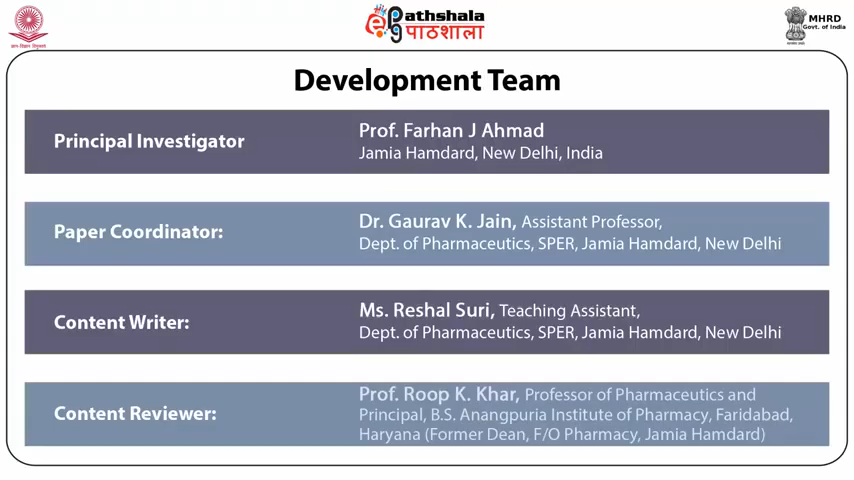 ePathshala
पाठशाला
MHRD
Govt. of India
Development Team
Principal Investigator
Prof. Farhan J Ahmad
Jamia Hamdard, New Delhi, India
Paper Coordinator:
Dr. Gaurav K. Jain, Assistant Professor,
Dept. of Pharmaceutics, SPER, Jamia Hamdard, New Delhi
Content Writer:
Ms. Reshal Suri, Teaching Assistant,
Dept. of Pharmaceutics, SPER, Jamia Hamdard, New Delhi
Content Reviewer:
Prof. Roop K. Khar, Professor of Pharmaceutics and
Principal, B.S. Anangpuria Institute of Pharmacy, Faridabad,
Haryana (Former Dean, F/O Pharmacy, Jamia Hamdard)